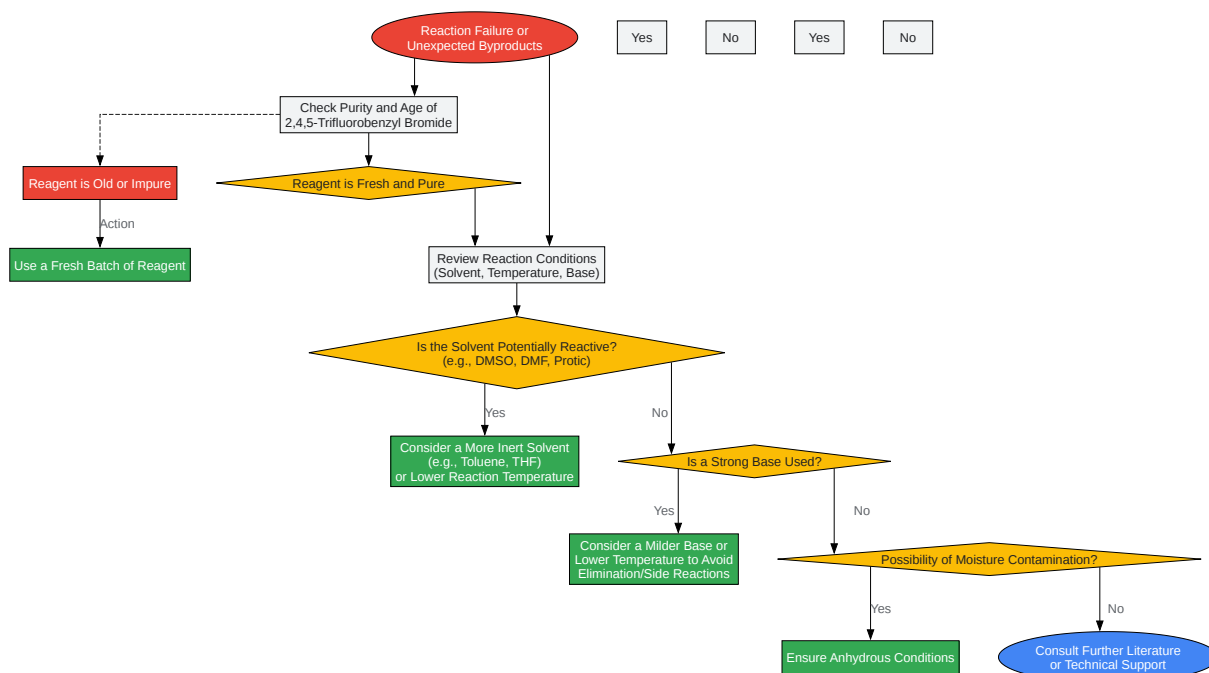 Reaction Failure or
Unexpected Byproducts
Yes
No
Yes
No
Check Purity and Age of
2,4,5-Trifluorobenzyl Bromide
Reagent is Old or Impure
Reagent is Fresh and Pure
Action
Use a Fresh Batch of Reagent
Review Reaction Conditions
(Solvent, Temperature, Base)
Is the Solvent Potentially Reactive?
(e.g., DMSO, DMF, Protic)
Yes
No
Consider a More Inert Solvent
(e.g., Toluene, THF)
or Lower Reaction Temperature
Is a Strong Base Used?
Yes
No
Consider a Milder Base or
Lower Temperature to Avoid
Elimination/Side Reactions
Possibility of Moisture Contamination?
Yes
No
Ensure Anhydrous Conditions
Consult Further Literature
or Technical Support